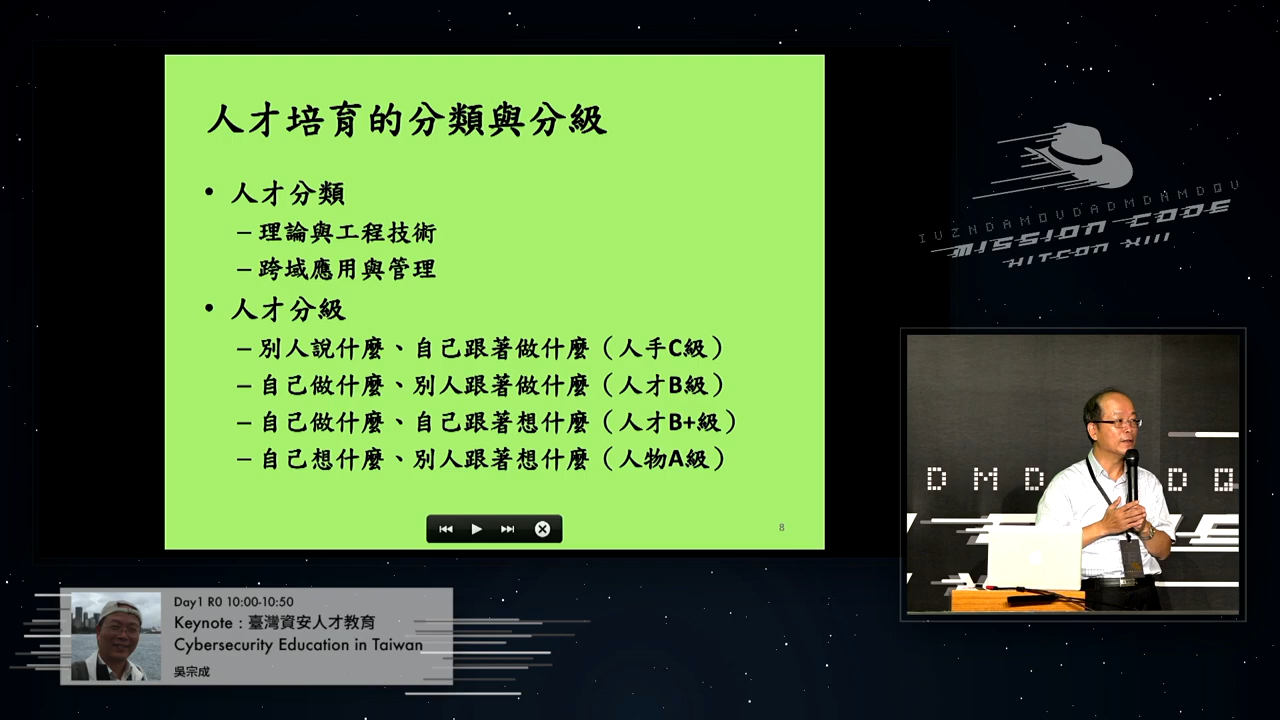 人才培育的分類與分級
• 人才分類
– 理論與工程技術
– 跨域應用與管理
• 人才分級
– 別人說什麼、自己跟著做什麼（人手C級）
– 自己做什麼、別人跟著做什麼（人才B級）
– 自己做什麼、自己跟著想什麼（人才B+級）
– 自己想什麼、別人跟著想什麼（人物A級）
8
IVZNDAMOVDADMDNMDQV
MISSION CODE
HITCON XIII
D M D
D Q
Day1 R0 10:00-10:50
Keynote：臺灣資安人才教育
Cybersecurity Education in Taiwan
吳宗成